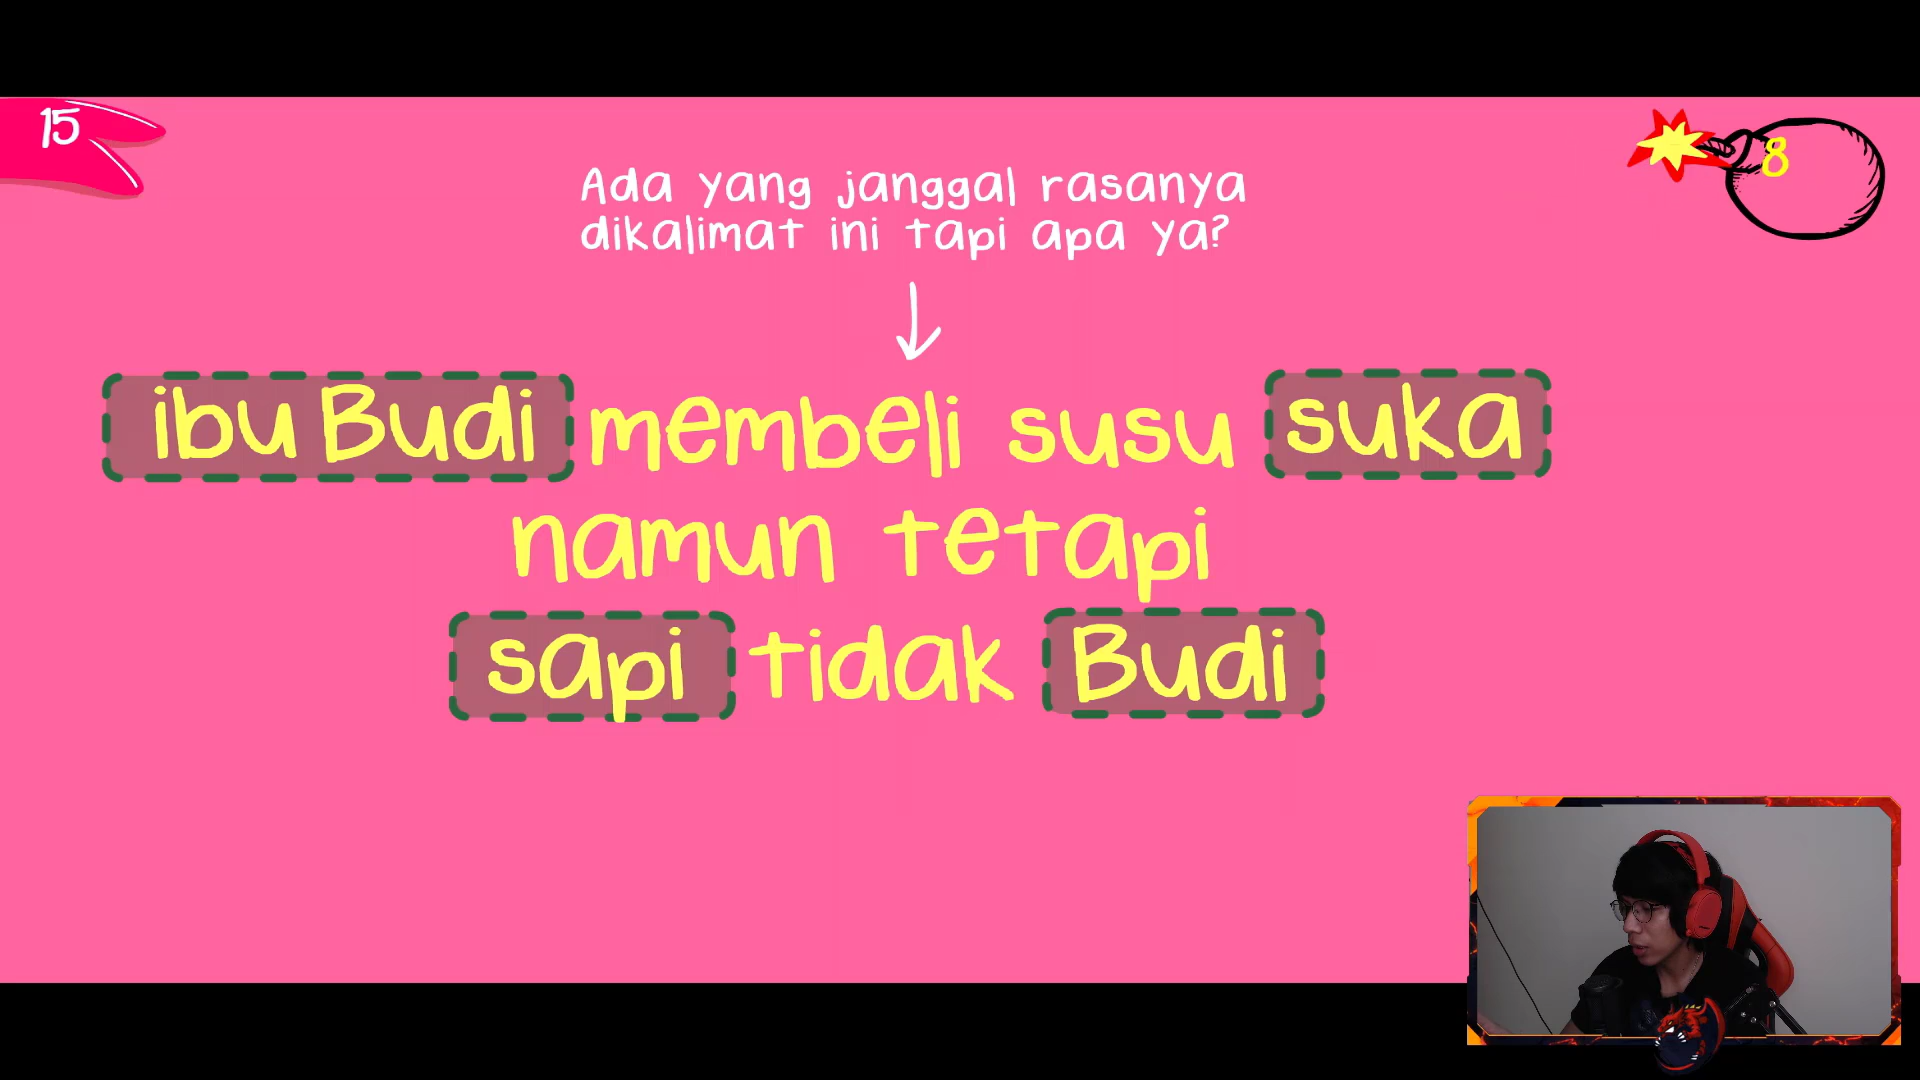 15
8
Ada yang janggal rasanya
dikalimat ini tapi apa ya?
ibu Budi membeli susu suka
namun tetapi
sapi tidak Budi